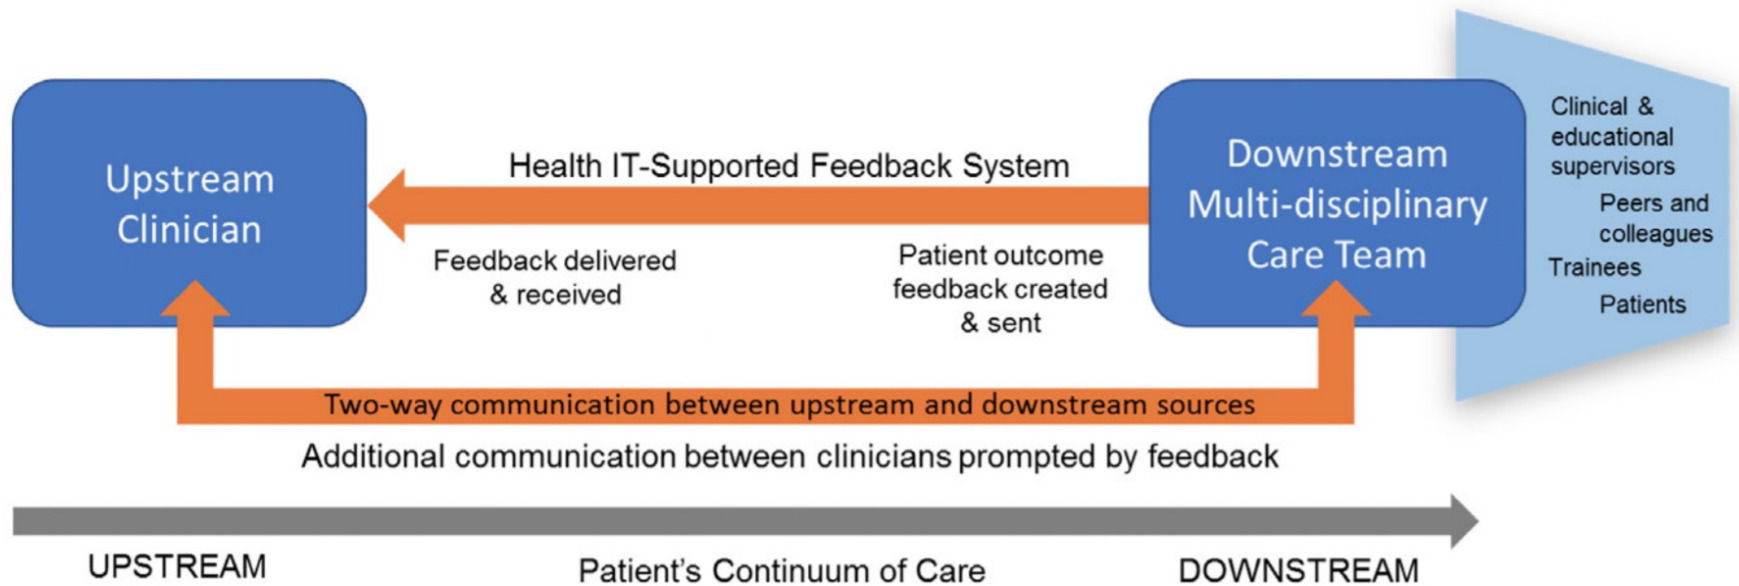 Upstream
Clinician
Health IT-Supported Feedback System
Feedback delivered
& received
Patient outcome
feedback created
& sent
Downstream
Multi-disciplinary
Care Team
Clinical &
educational
supervisors
Peers and
colleagues
Trainees
Patients
Two-way communication between upstream and downstream sources
Additional communication between clinicians prompted by feedback
UPSTREAM
Patient's Continuum of Care
DOWNSTREAM